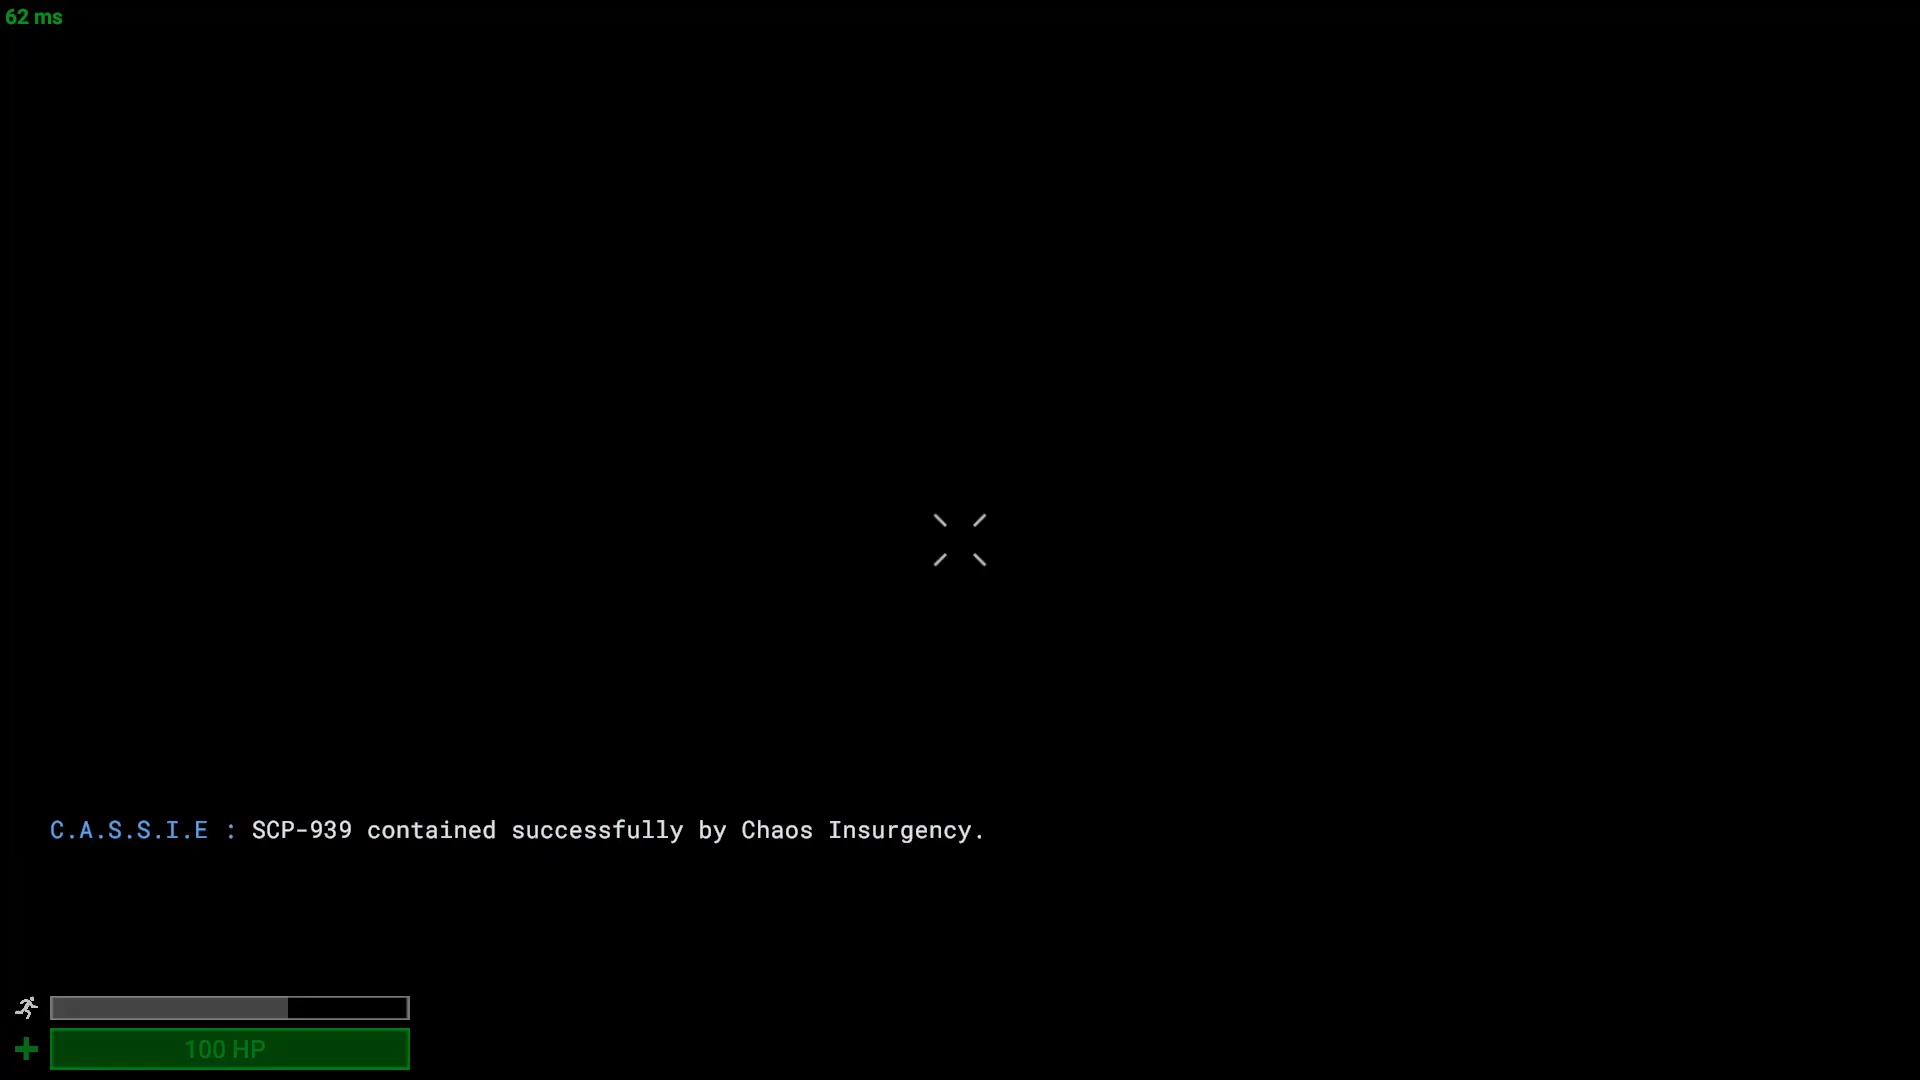 62 ms
C.A.S.S.I.E : SCP-939 contained successfully by Chaos Insurgency.
100 HP